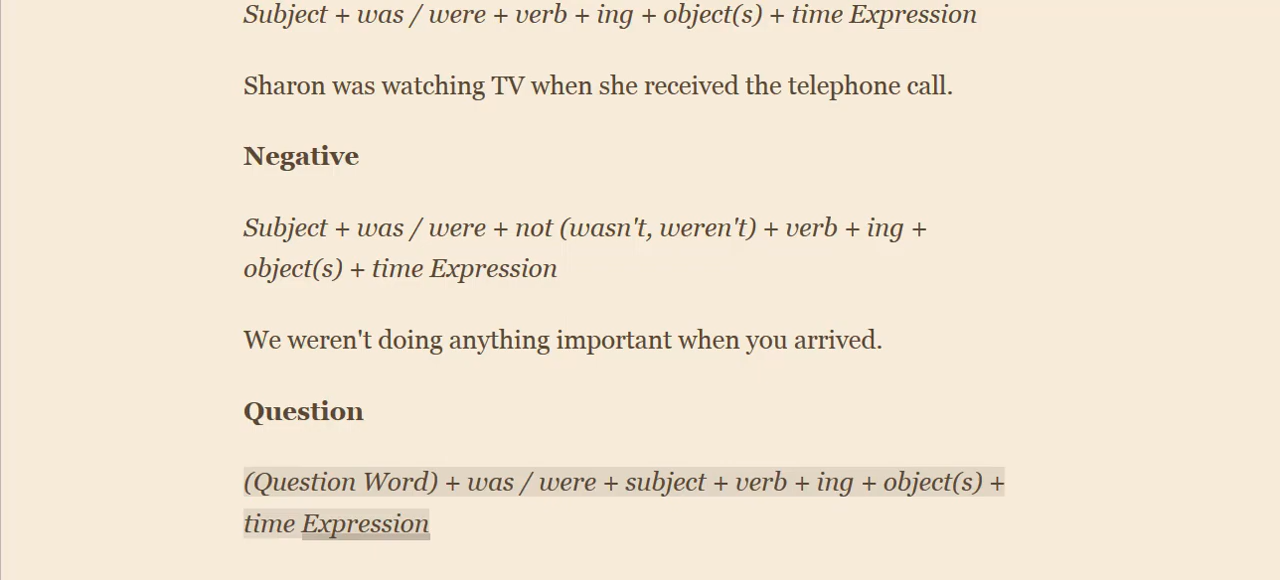 Subject + was / were + verb + ing + object(s) + time Expression
Sharon was watching TV when she received the telephone call.
Negative
Subject + was / were + not (wasn't, weren't) + verb + ing +
object(s) + time Expression
We weren't doing anything important when you arrived.
Question
(Question Word) + was / were + subject + verb + ing + object(s) +
time Expression